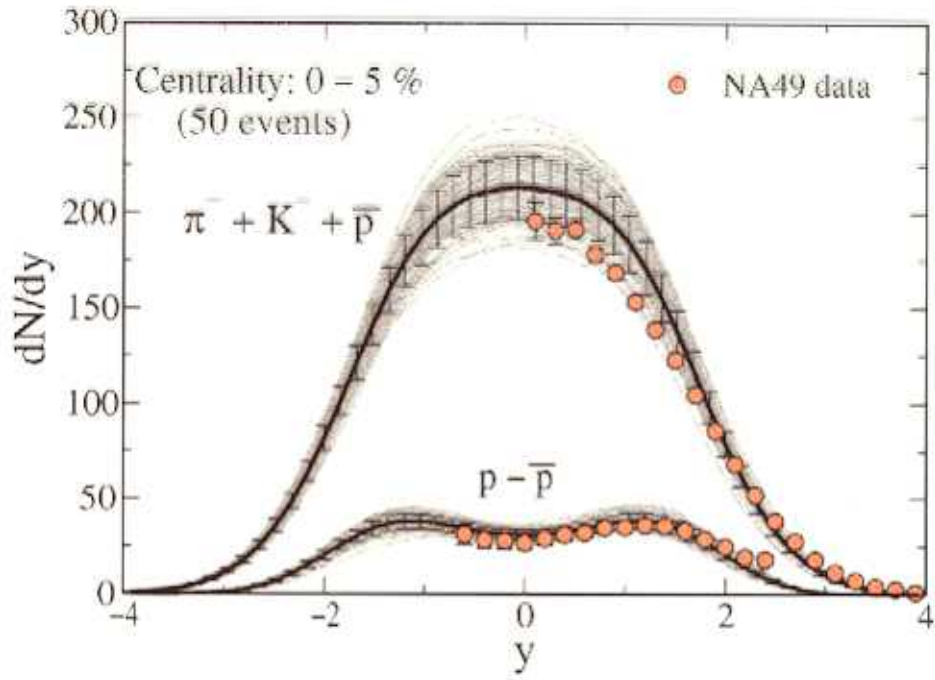 300
250
200
150
100
50
0
dN/dy
Centrality: 0 – 5 %
(50 events)
NA49 data
π⁻ + K⁻ + p̅
p – p̅
–4 –2 0 2 4
y